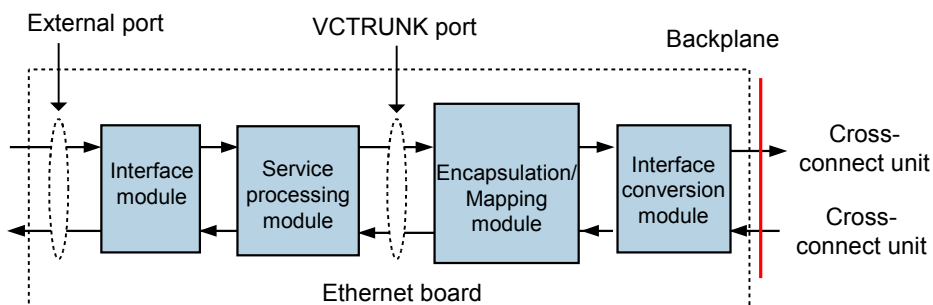 External port
VCTRUNK port
Backplane
Interface
module
Service
processing
module
Encapsulation/
Mapping
module
Interface
conversion
module
Cross-
connect unit
Cross-
connect unit
Ethernet board